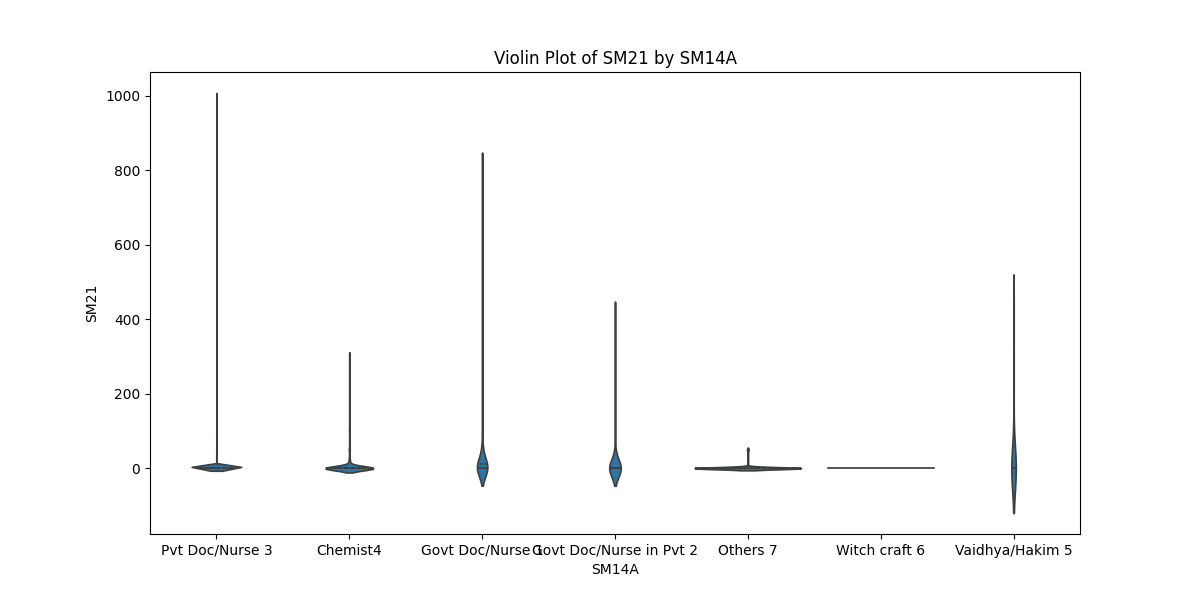 Violin Plot of SM21 by SM14A
1000
800
600
400
200
0
SM21
Pvt Doc/Nurse 3
Chemist4
Govt Doc/Nurse 1
Govt Doc/Nurse in Pvt 2
Others 7
Witch craft 6
Vaidhya/Hakim 5
SM14A